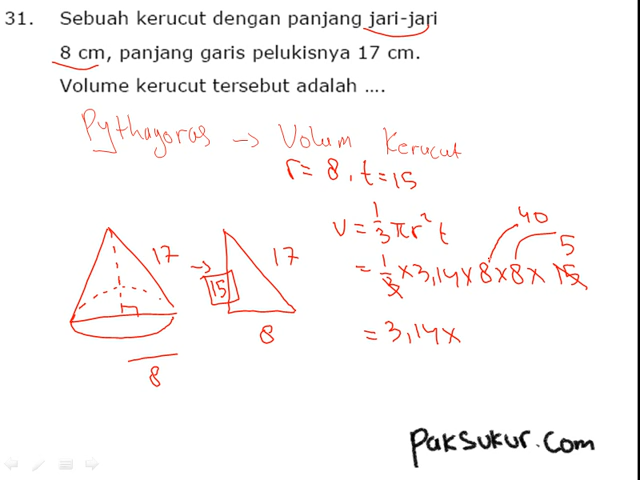 31. Sebuah kerucut dengan panjang jari-jari
8 cm, panjang garis pelukisnya 17 cm.
Volume kerucut tersebut adalah ....
Pythagoras → Volum Kerucut
r = 8, t = 15
V = 1/3 πr² t
40
5
= 1/3 × 3,14 × 8 × 8 × 15
= 3,14 ×
17 → 17
15
8
8
PakSukur.Com